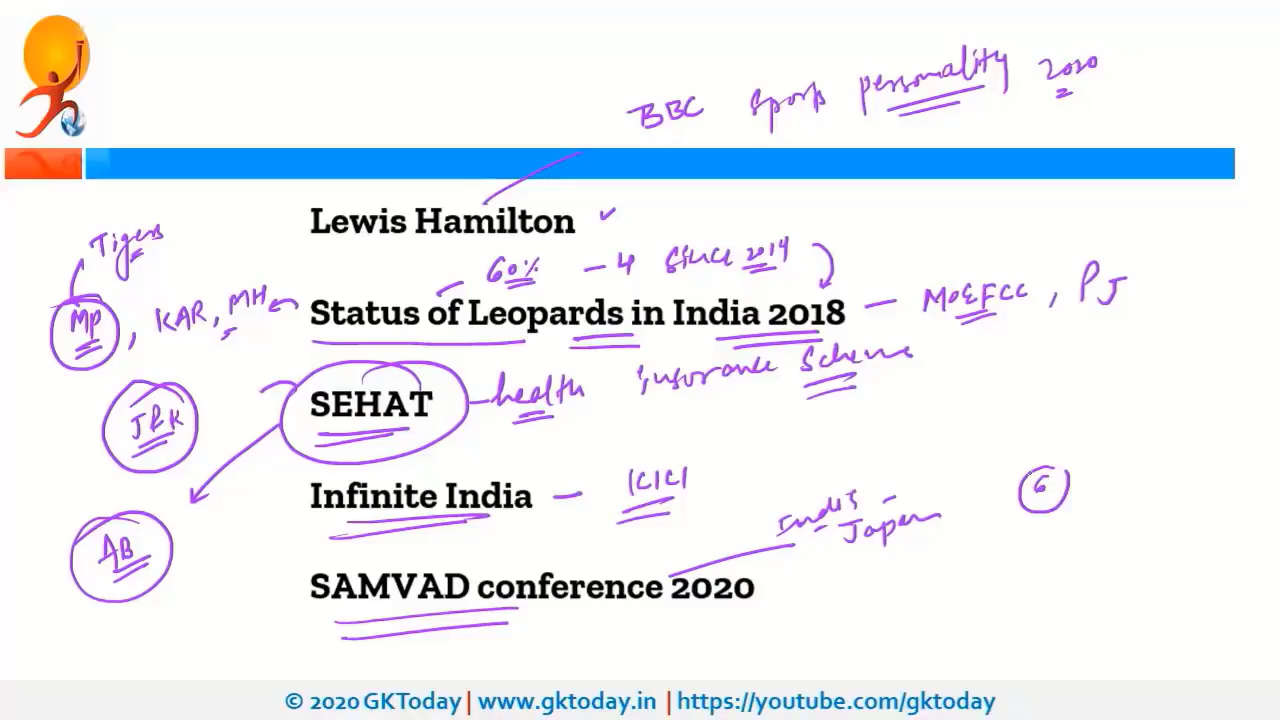 BBC Sports personality 2020
Lewis Hamilton
Tigers
60% - since 2014
MP, KAR, MH
Status of Leopards in India 2018 - MoEFCC, PJ
SEHAT - health insurance Scheme
J&K
Infinite India - ICICI
6
India -
Japan
AB
SAMVAD conference 2020
© 2020 GKToday | www.gktoday.in | https://youtube.com/gktoday